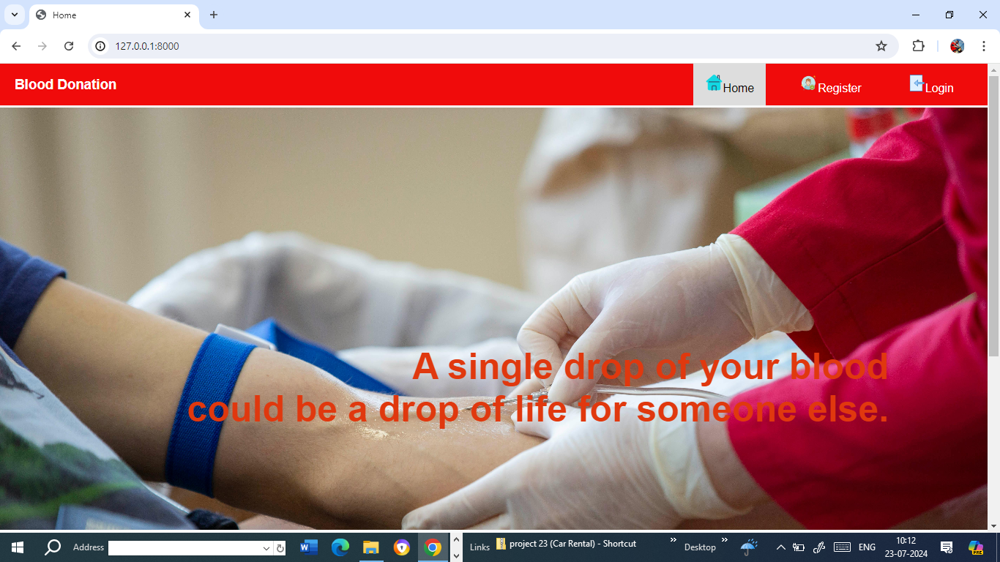 Home
127.0.0.1:8000
Blood Donation
Home
Register
Login
A single drop of your blood
could be a drop of life for someone else.
Address
Links
project 23 (Car Rental) - Shortcut
Desktop
ENG
10:12
23-07-2024